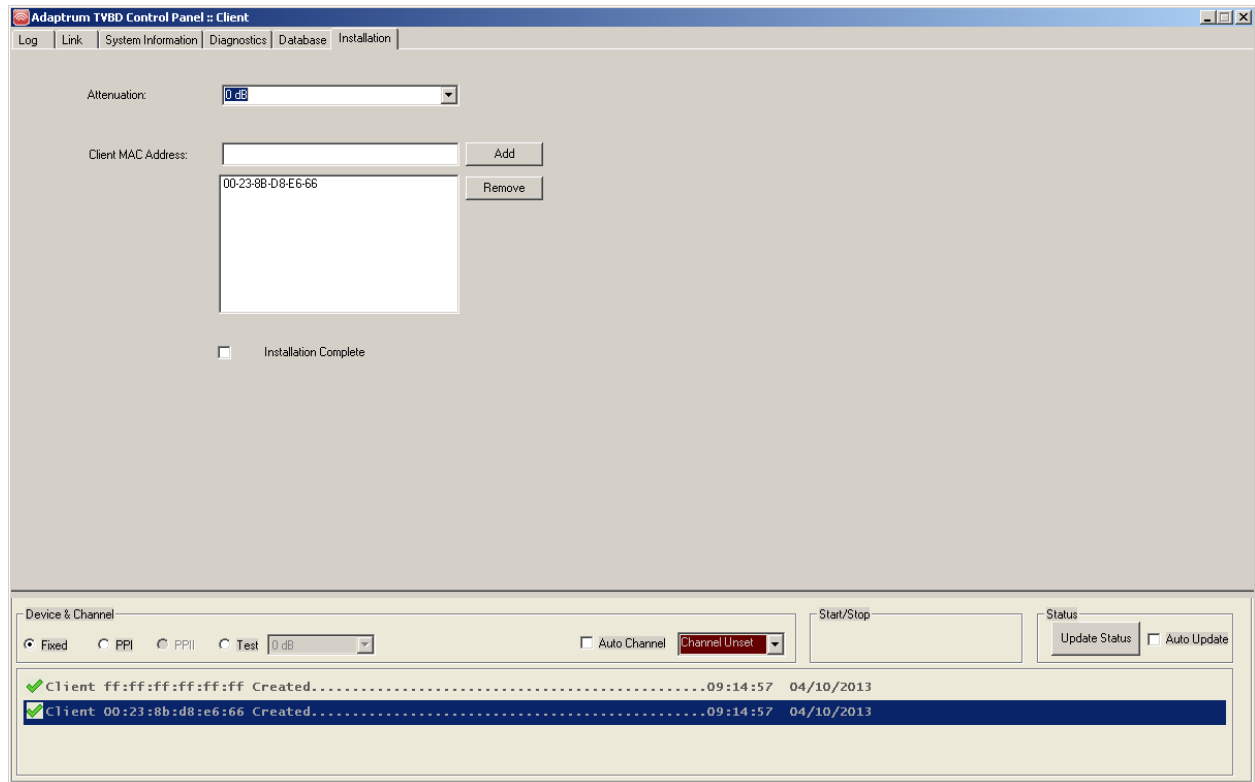 Adaptrum TVBD Control Panel :: Client
Log Link System Information Diagnostics Database Installation
Attenuation: 0 dB
Client MAC Address: Add
00-23-8B-D8-E6-66 Remove
Installation Complete
Device & Channel Start/Stop Status
Fixed PPI PPII Test 0 dB Auto Channel Channel Unset Update Status Auto Update
Client ff:ff:ff:ff:ff:ff Created...............................................09:14:57 04/10/2013
Client 00:23:8b:d8:e6:66 Created...............................................09:14:57 04/10/2013